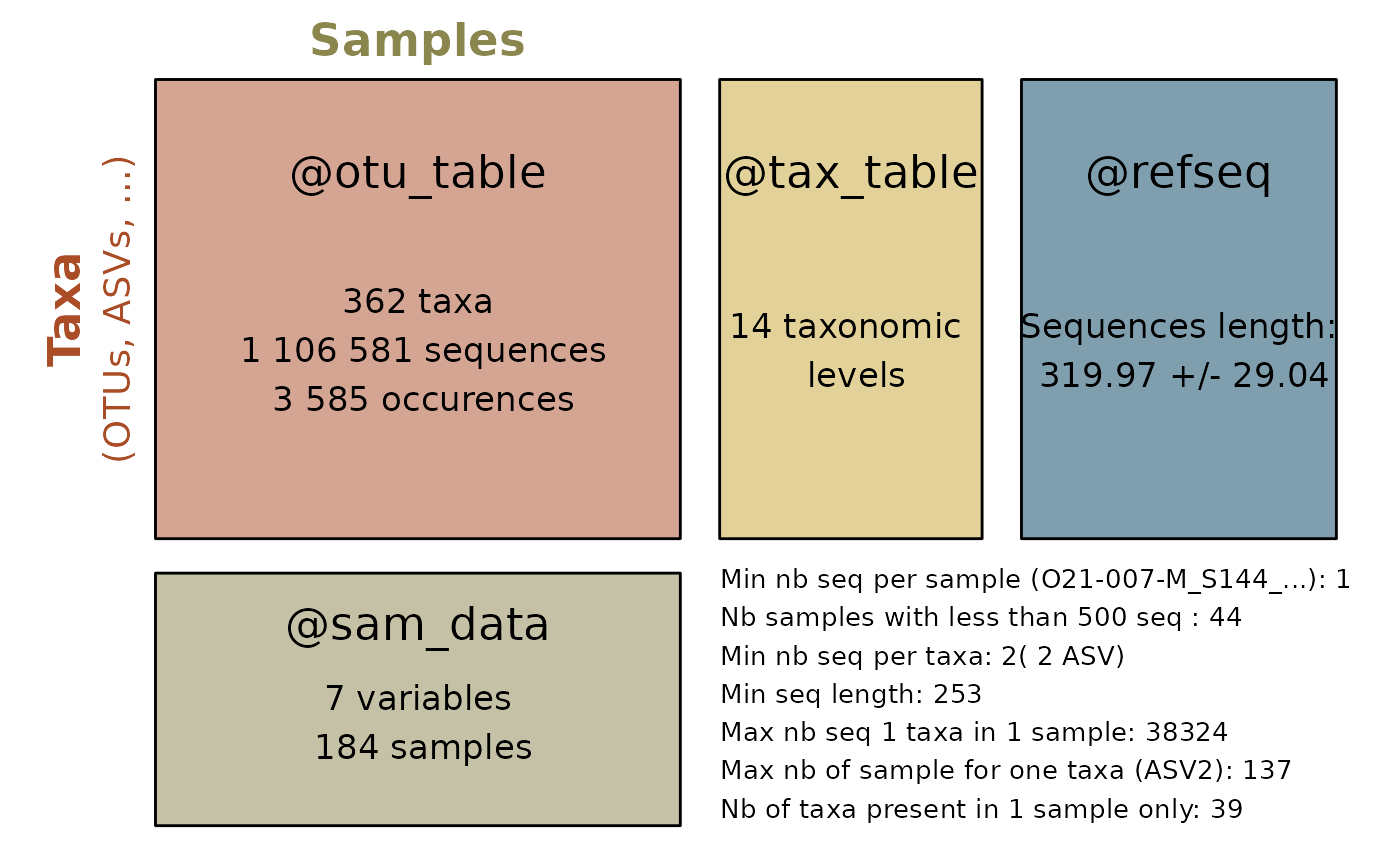 Samples
Taxa
(OTUs, ASVs, ...)
@otu_table
362 taxa
1 106 581 sequences
3 585 occurences
@tax_table
14 taxonomic
levels
@refseq
Sequences length:
319.97 +/- 29.04
@sam_data
7 variables
184 samples
Min nb seq per sample (O21-007-M_S144_...): 1
Nb samples with less than 500 seq : 44
Min nb seq per taxa: 2( 2 ASV)
Min seq length: 253
Max nb seq 1 taxa in 1 sample: 38324
Max nb of sample for one taxa (ASV2): 137
Nb of taxa present in 1 sample only: 39